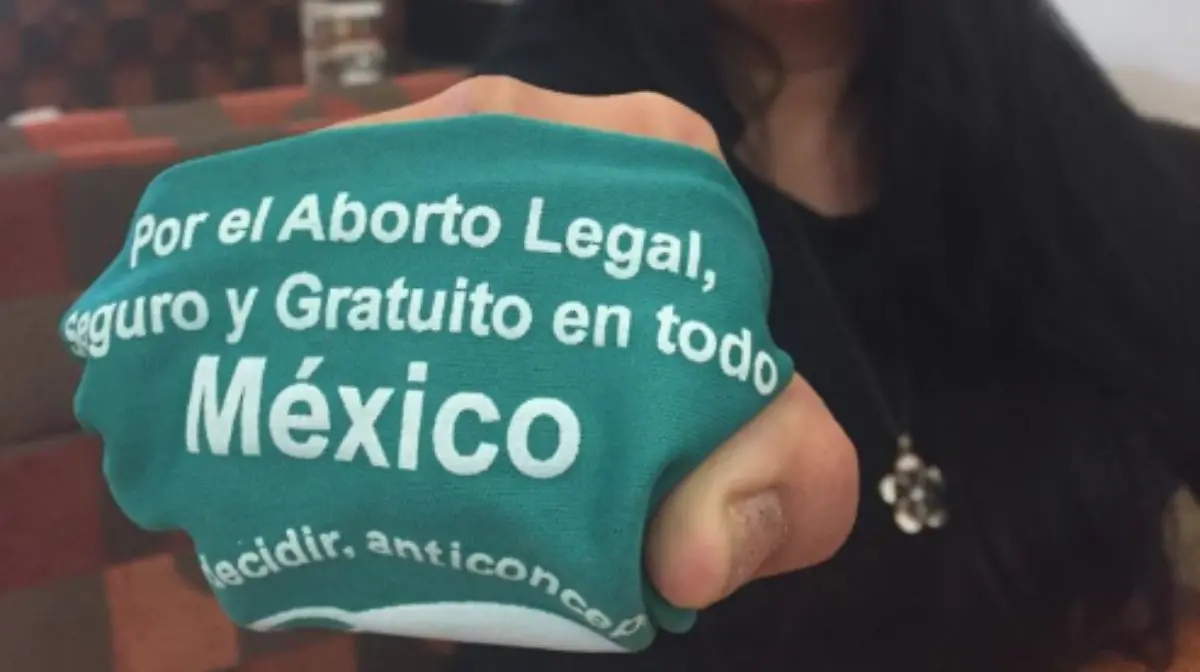 Por el Aborto Legal,
seguro y Gratuito en todo
México
decidir, anticoncep